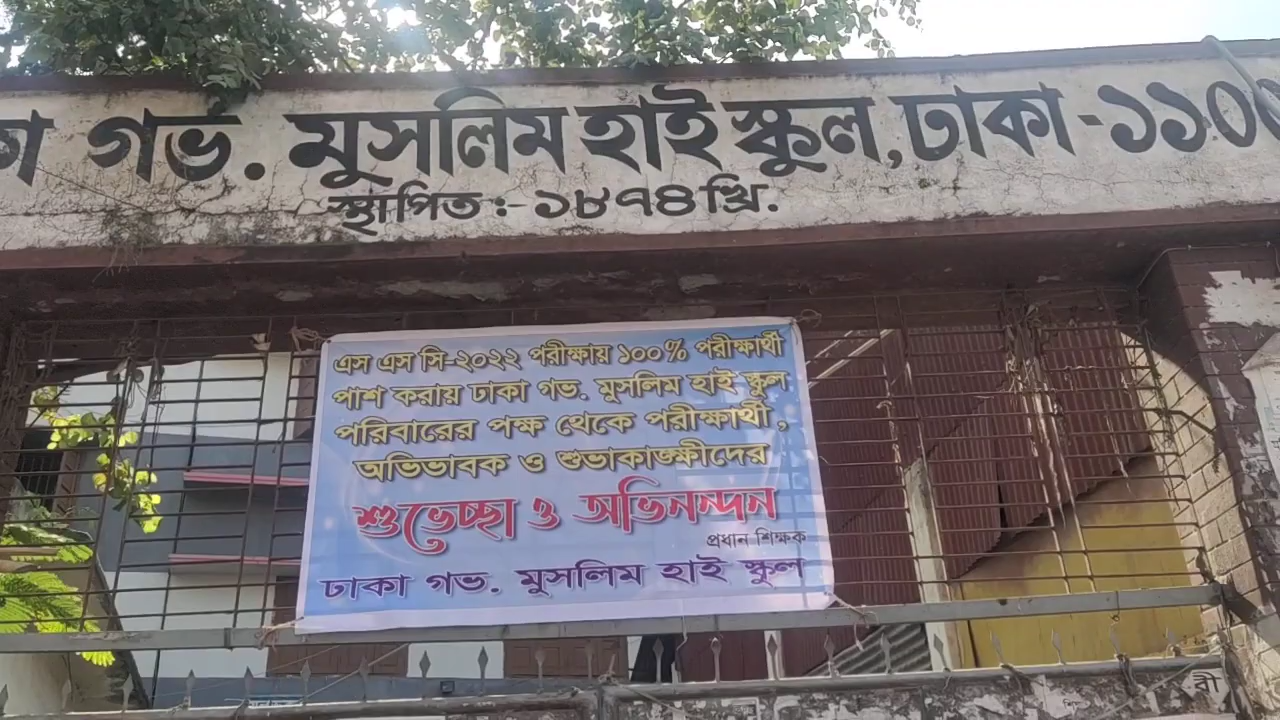 গভ. মুসলিম হাই স্কুল, ঢাকা -১১০
স্থাপিত :- ১৮৭৪ খ্রি.
এস এস সি-২০২২ পরীক্ষায় ১০০% পরীক্ষার্থী
পাশ করায় ঢাকা গভ. মুসলিম হাই স্কুল
পরিবারের পক্ষ থেকে পরীক্ষার্থী,
অভিভাবক ও শুভাকাঙ্ক্ষীদের
শুভেচ্ছা ও অভিনন্দন
প্রধান শিক্ষক
ঢাকা গভ. মুসলিম হাই স্কুল